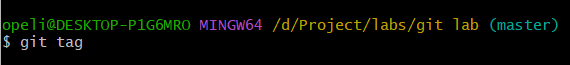 opeli@DESKTOP-P1G6MRO MINGW64 /d/Project/labs/git lab (master)
$ git tag